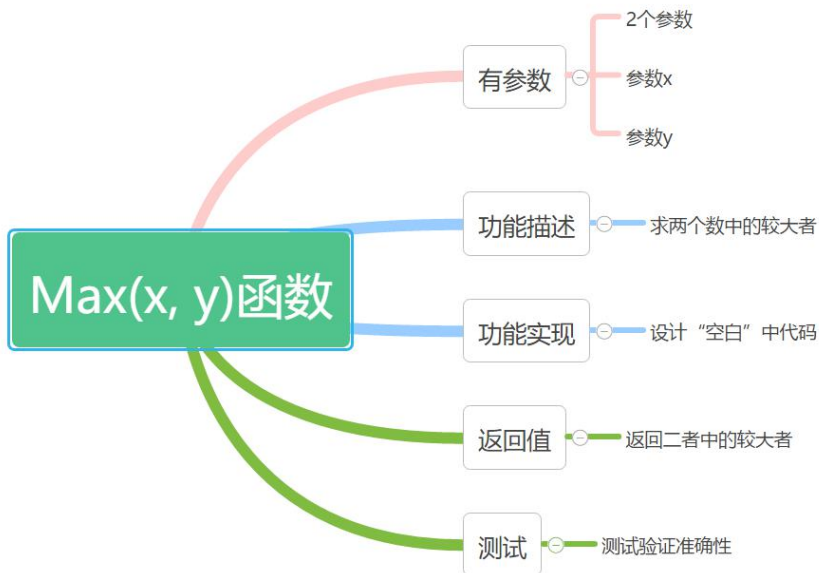 2个参数
有参数
参数x
参数y
功能描述
求两个数中的较大者
Max(x, y)函数
功能实现
设计“空白”中代码
返回值
返回二者中的较大者
测试
测试验证准确性